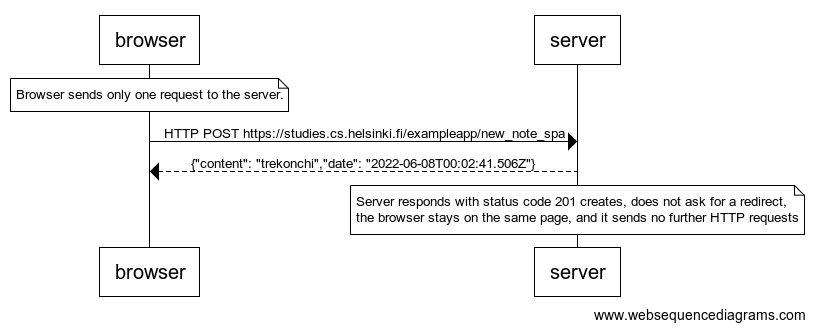 browser
server
Browser sends only one request to the server.
HTTP POST https://studies.cs.helsinki.fi/exampleapp/new_note_spa
{"content": "trekonchi","date": "2022-06-08T00:02:41.506Z"}
Server responds with status code 201 creates, does not ask for a redirect,
the browser stays on the same page, and it sends no further HTTP requests
browser
server
www.websequencediagrams.com